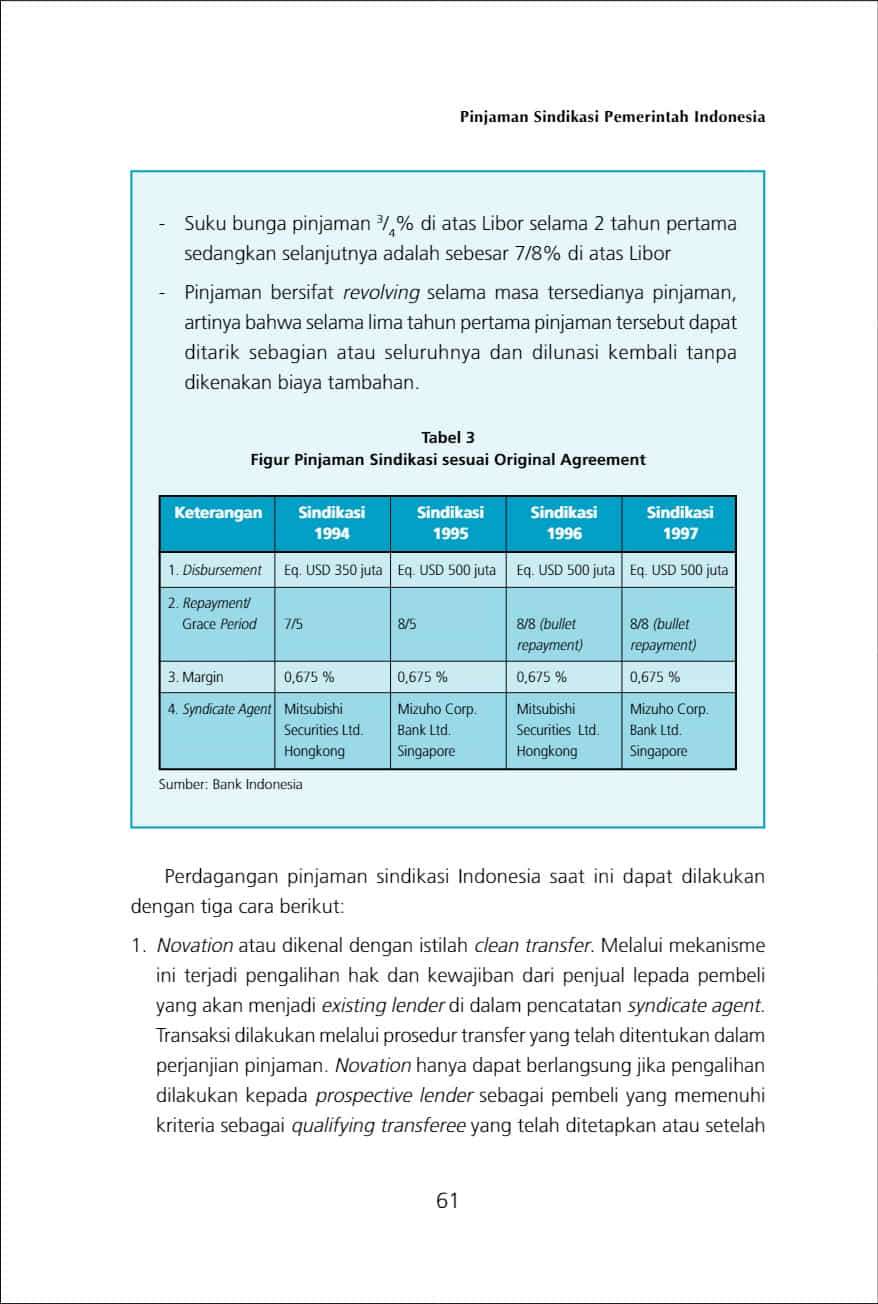 Pinjaman Sindikasi Pemerintah Indonesia
- Suku bunga pinjaman 3/4% di atas Libor selama 2 tahun pertama
sedangkan selanjutnya adalah sebesar 7/8% di atas Libor
- Pinjaman bersifat revolving selama masa tersedianya pinjaman,
artinya bahwa selama lima tahun pertama pinjaman tersebut dapat
ditarik sebagian atau seluruhnya dan dilunasi kembali tanpa
dikenakan biaya tambahan.
Tabel 3
Figur Pinjaman Sindikasi sesuai Original Agreement
Keterangan Sindikasi Sindikasi Sindikasi Sindikasi
1994 1995 1996 1997
1. Disbursement Eq. USD 350 juta Eq. USD 500 juta Eq. USD 500 juta Eq. USD 500 juta
2. Repayment/
Grace Period 7/5 8/5 8/8 (bullet 8/8 (bullet
repayment) repayment)
3. Margin 0,675 % 0,675 % 0,675 % 0,675 %
4. Syndicate Agent Mitsubishi Mizuho Corp. Mitsubishi Mizuho Corp.
Securities Ltd. Bank Ltd. Securities Ltd. Bank Ltd.
Hongkong Singapore Hongkong Singapore
Sumber: Bank Indonesia
Perdagangan pinjaman sindikasi Indonesia saat ini dapat dilakukan
dengan tiga cara berikut:
1. Novation atau dikenal dengan istilah clean transfer. Melalui mekanisme
ini terjadi pengalihan hak dan kewajiban dari penjual lepada pembeli
yang akan menjadi existing lender di dalam pencatatan syndicate agent.
Transaksi dilakukan melalui prosedur transfer yang telah ditentukan dalam
perjanjian pinjaman. Novation hanya dapat berlangsung jika pengalihan
dilakukan kepada prospective lender sebagai pembeli yang memenuhi
kriteria sebagai qualifying transferee yang telah ditetapkan atau setelah
61